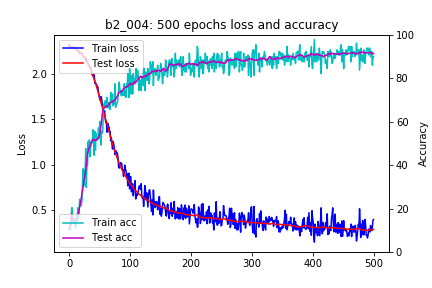 b2_004: 500 epochs loss and accuracy
Train loss
Test loss
Train acc
Test acc
Loss
2.0
1.5
1.0
0.5
Accuracy
100
80
60
40
20
0
0
100
200
300
400
500